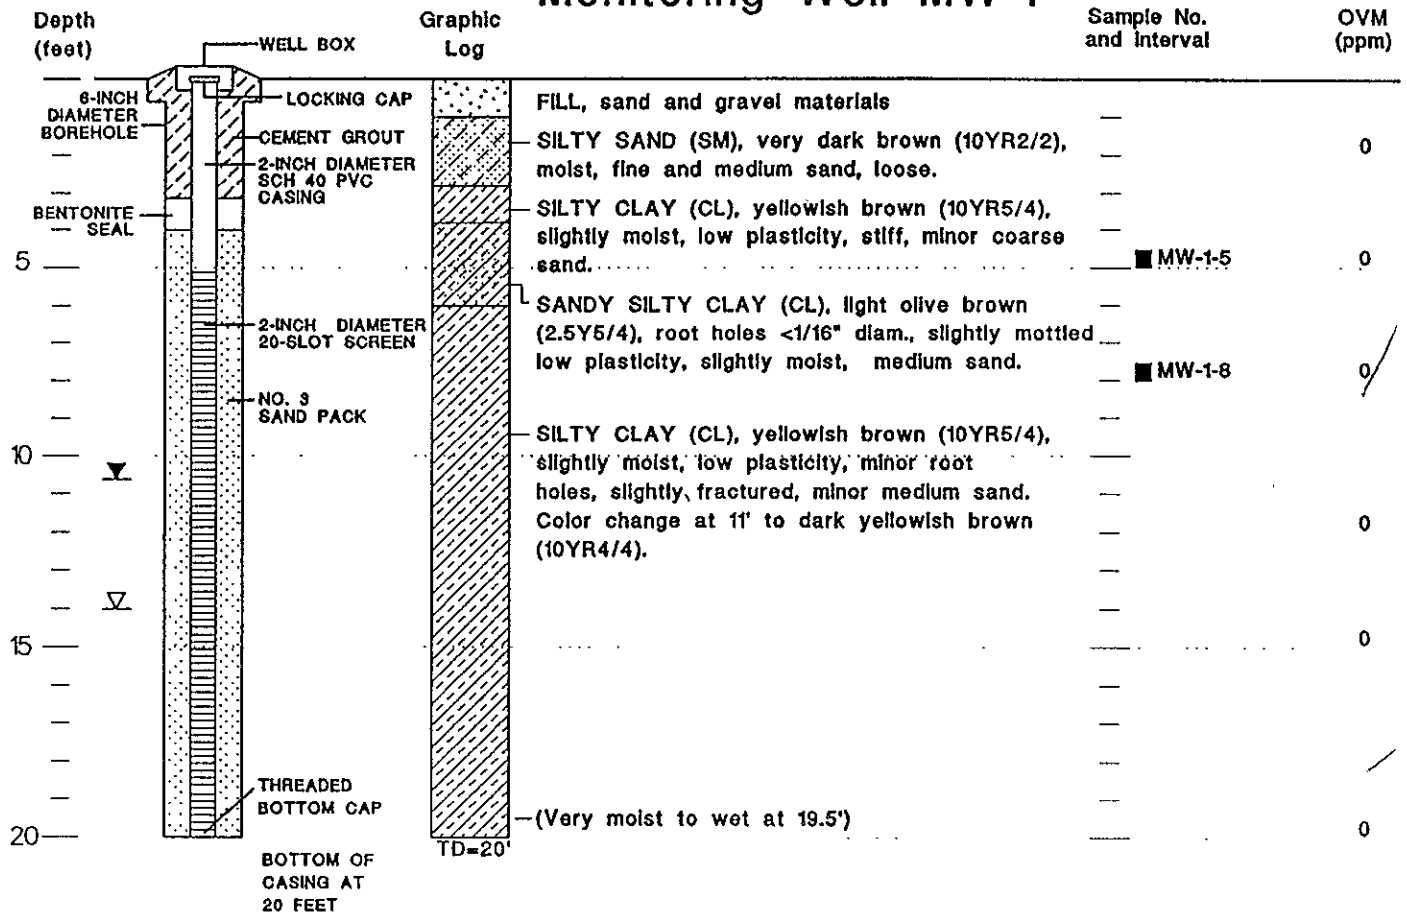 Monitoring Well MW-1
Depth
(feet)
Graphic
Log
Sample No.
and Interval
OVM
(ppm)
WELL BOX
LOCKING CAP
6-INCH
DIAMETER
BOREHOLE
CEMENT GROUT
2-INCH DIAMETER
SCH 40 PVC
CASING
BENTONITE
SEAL
FILL, sand and gravel materials
SILTY SAND (SM), very dark brown (10YR2/2),
moist, fine and medium sand, loose.
0
SILTY CLAY (CL), yellowish brown (10YR5/4),
slightly moist, low plasticity, stiff, minor coarse
sand.
5
MW-1-5
0
SANDY SILTY CLAY (CL), light olive brown
(2.5Y5/4), root holes <1/16" diam., slightly mottled
low plasticity, slightly moist, medium sand.
2-INCH DIAMETER
20-SLOT SCREEN
MW-1-8
0
NO. 3
SAND PACK
SILTY CLAY (CL), yellowish brown (10YR5/4),
slightly moist, low plasticity, minor root
holes, slightly fractured, minor medium sand.
Color change at 11' to dark yellowish brown
(10YR4/4).
10
0
15
0
THREADED
BOTTOM CAP
(Very moist to wet at 19.5')
20
0
TD=20'
BOTTOM OF
CASING AT
20 FEET